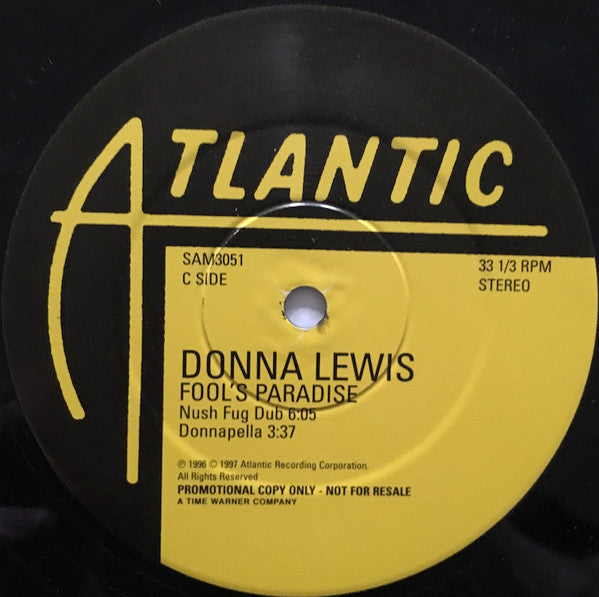 ATLANTIC
SAM3051
C SIDE
33 1/3 RPM
STEREO
DONNA LEWIS
FOOL'S PARADISE
Nush Fug Dub 6:05
Donnapella 3:37
℗ 1996 © 1997 Atlantic Recording Corporation.
All Rights Reserved
PROMOTIONAL COPY ONLY - NOT FOR RESALE
A TIME WARNER COMPANY